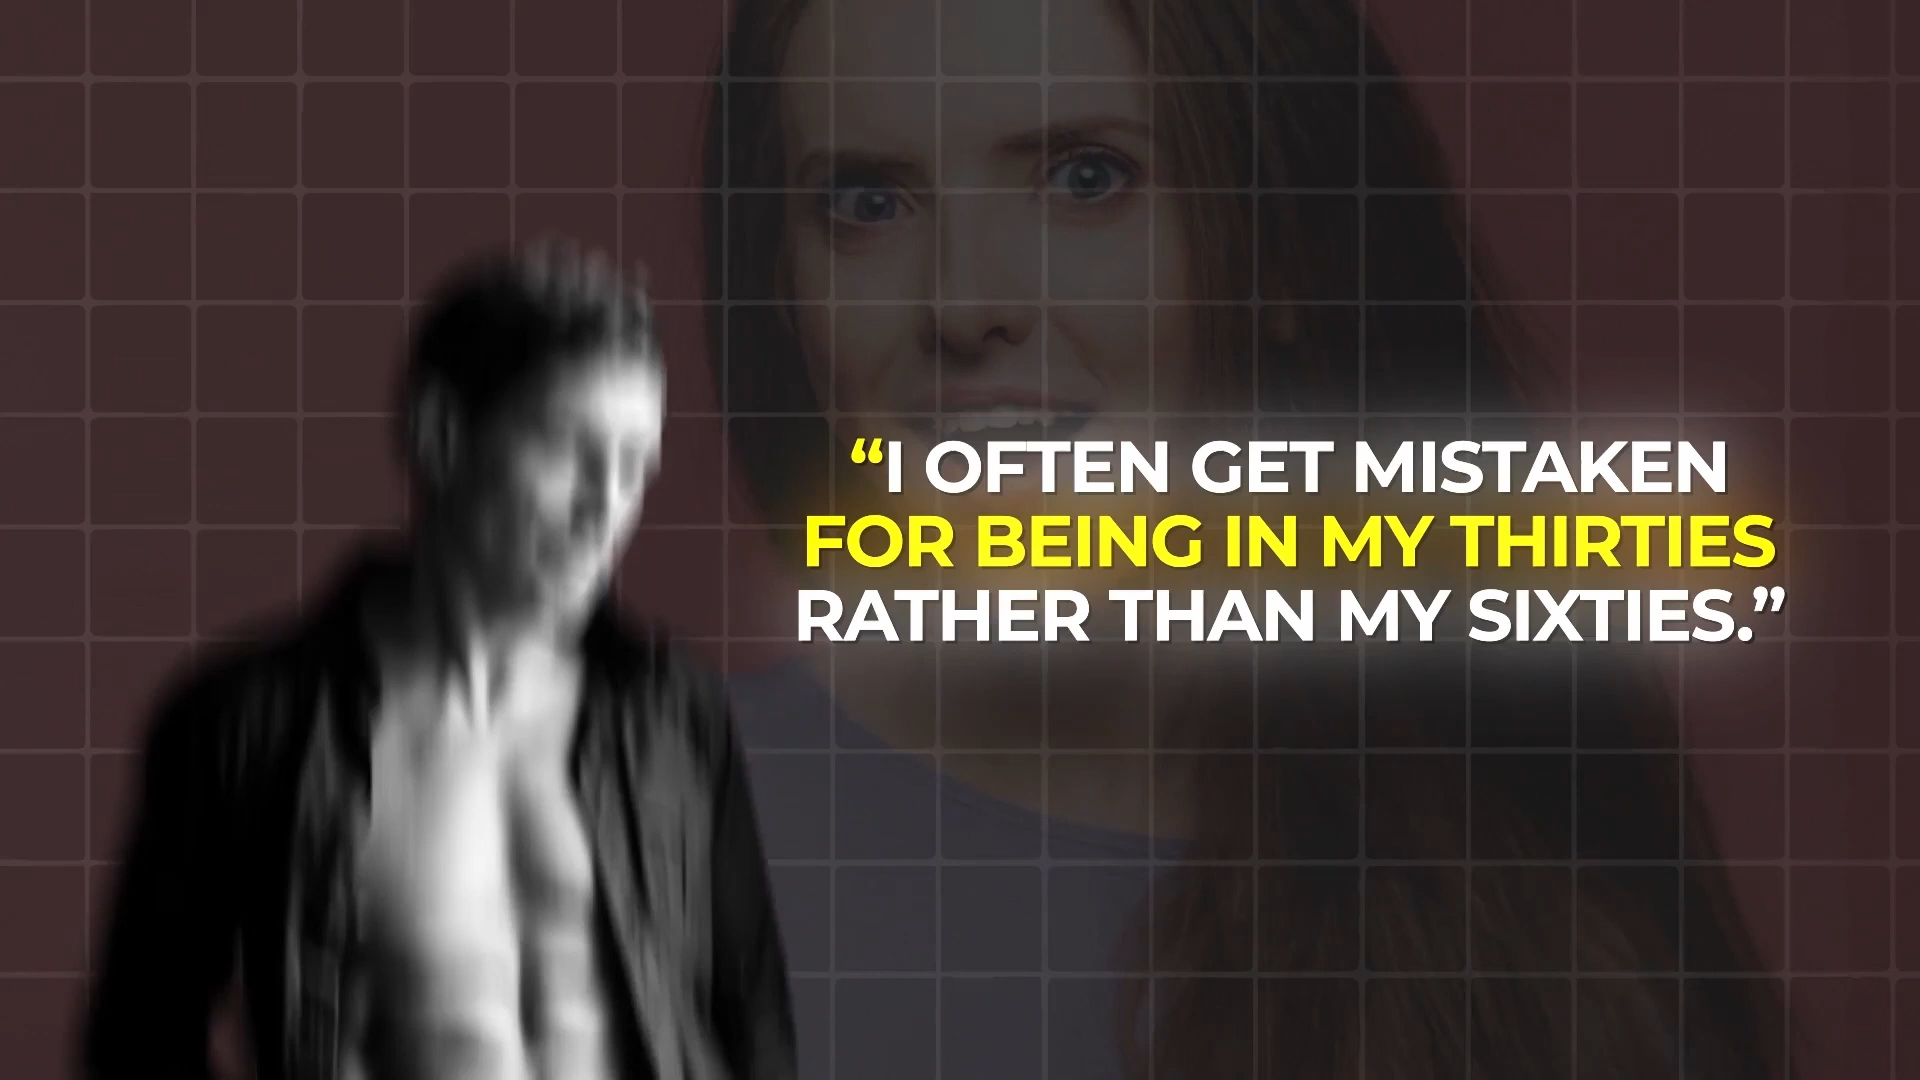 “I OFTEN GET MISTAKEN
FOR BEING IN MY THIRTIES
RATHER THAN MY SIXTIES.”